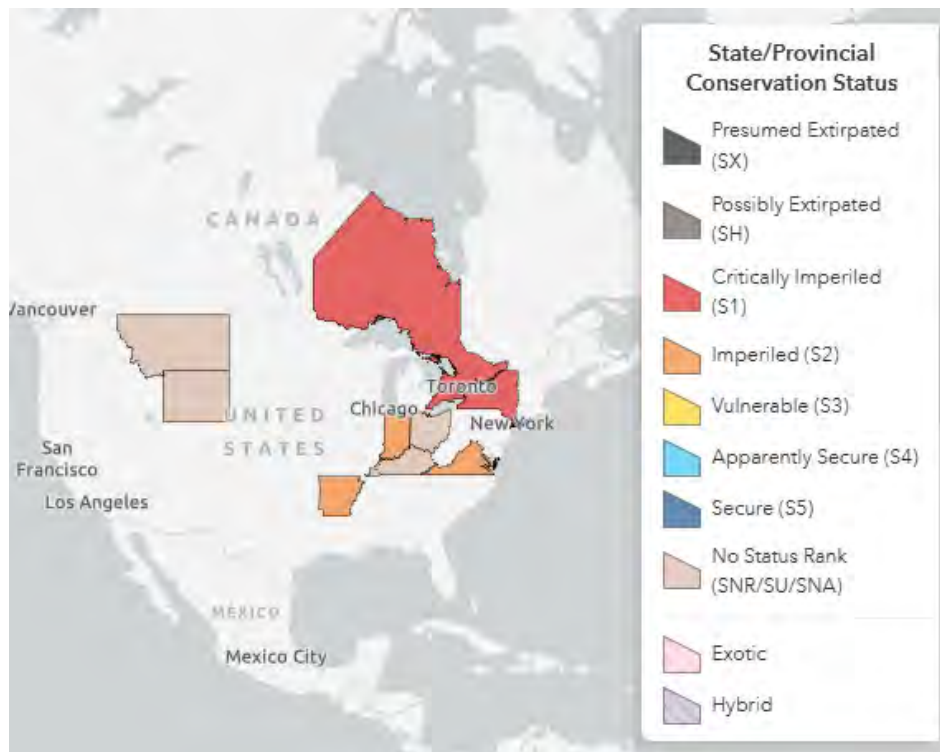 CANADA
Vancouver
Toronto
Chicago
UNITED
New York
STATES
San
Francisco
Los Angeles
MÉXICO
Mexico City
State/Provincial
Conservation Status
Presumed Extirpated
(SX)
Possibly Extirpated
(SH)
Critically Imperiled
(S1)
Imperiled (S2)
Vulnerable (S3)
Apparently Secure (S4)
Secure (S5)
No Status Rank
(SNR/SU/SNA)
Exotic
Hybrid